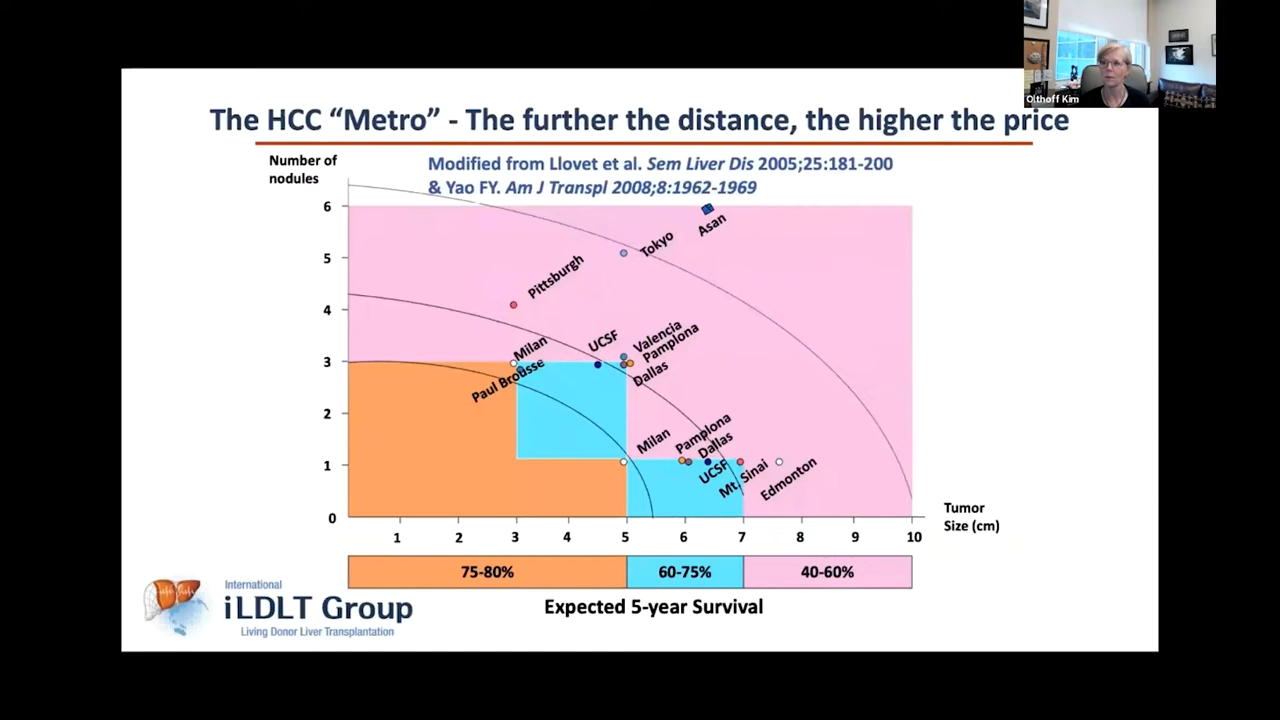 Olthoff Kim
The HCC “Metro” - The further the distance, the higher the price
Number of
nodules
Modified from Llovet et al. Sem Liver Dis 2005;25:181-200
& Yao FY. Am J Transpl 2008;8:1962-1969
6
Asan
Tokyo
5
Pittsburgh
4
UCSF
Valencia
Pamplona
Milan
3
Dallas
Paul Brousse
2
Milan
Pamplona
Dallas
1
UCSF
Mt. Sinai
Edmonton
0
Tumor
Size (cm)
1 2 3 4 5 6 7 8 9 10
75-80% 60-75% 40-60%
Expected 5-year Survival
International
iLDLT Group
Living Donor Liver Transplantation